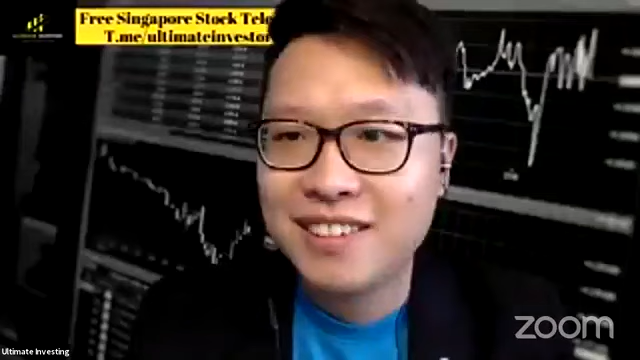 Free Singapore Stock Tele
T.me/ultimateinvestor
Ultimate Investing
zoom